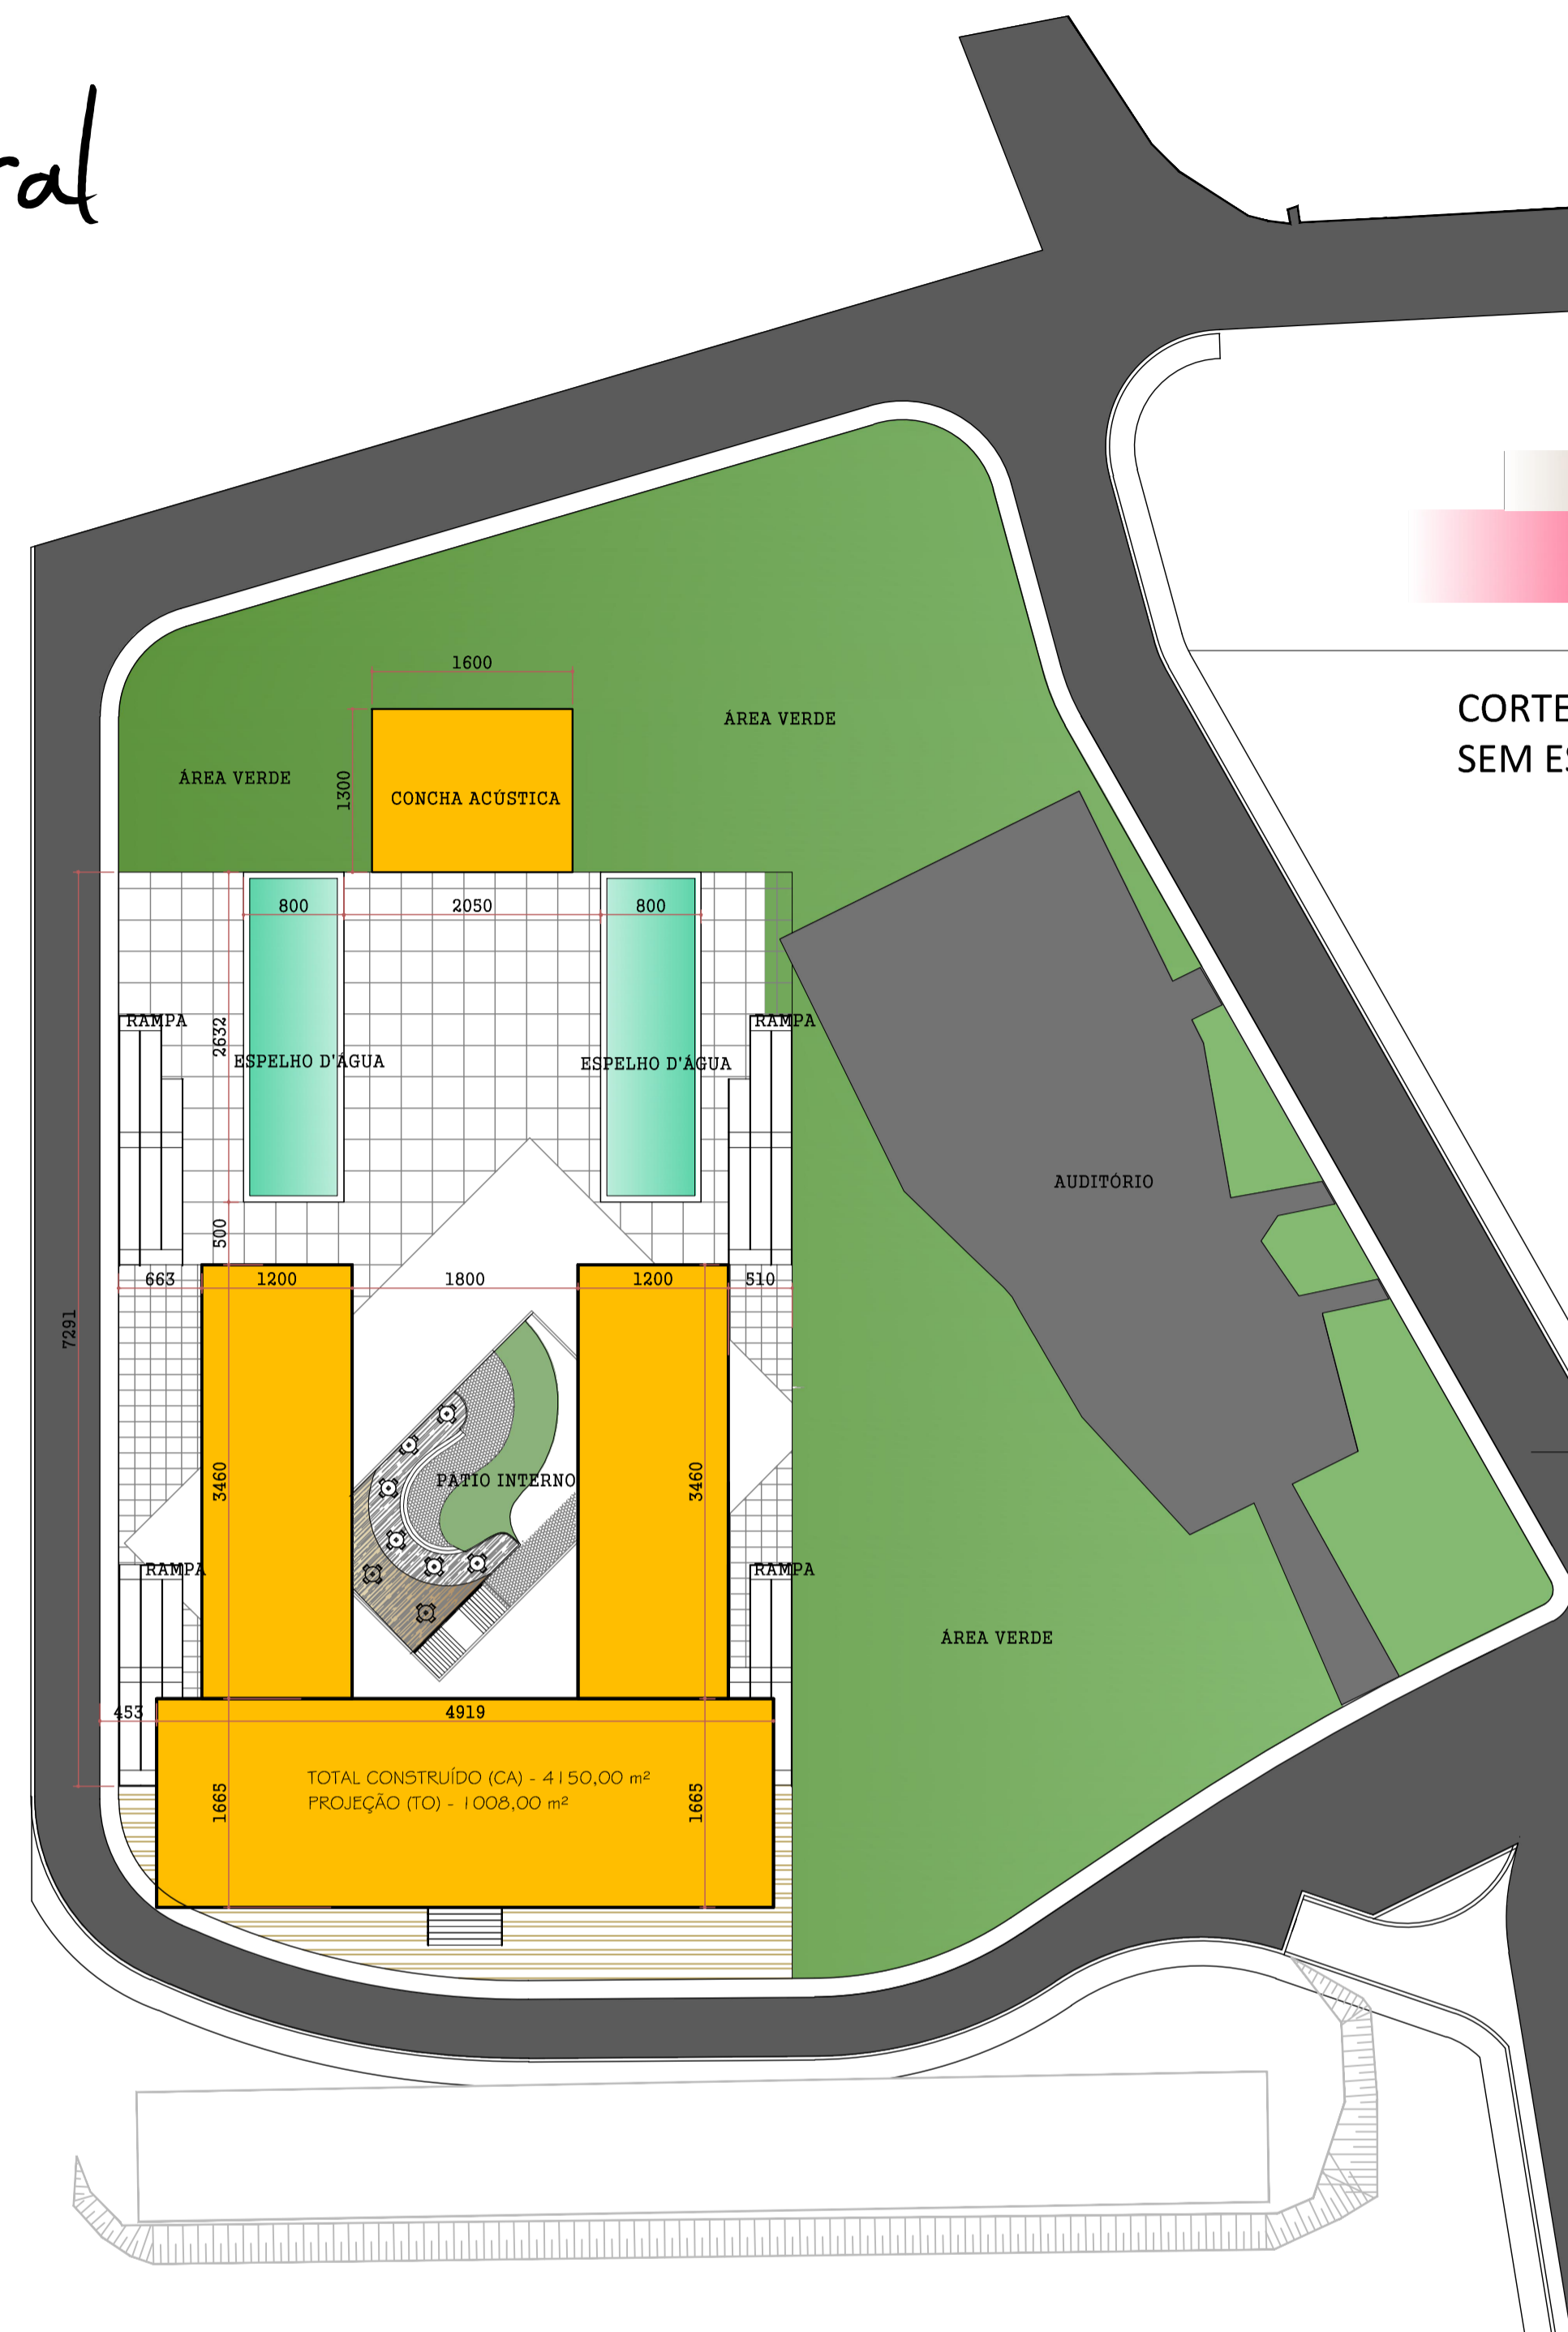 ral
1600
ÁREA VERDE
CORTE
SEM ES
ÁREA VERDE
1300
CONCHA ACÚSTICA
800
2050
800
RAMPA
RAMPA
2632
ESPELHO D'ÁGUA
ESPELHO D'ÁGUA
AUDITÓRIO
500
663
1200
1800
1200
510
7291
3460
PATIO INTERNO
3460
RAMPA
RAMPA
ÁREA VERDE
453
4919
TOTAL CONSTRUÍDO (CA) - 4150,00 m²
PROJEÇÃO (TO) - 1008,00 m²
1665
1665